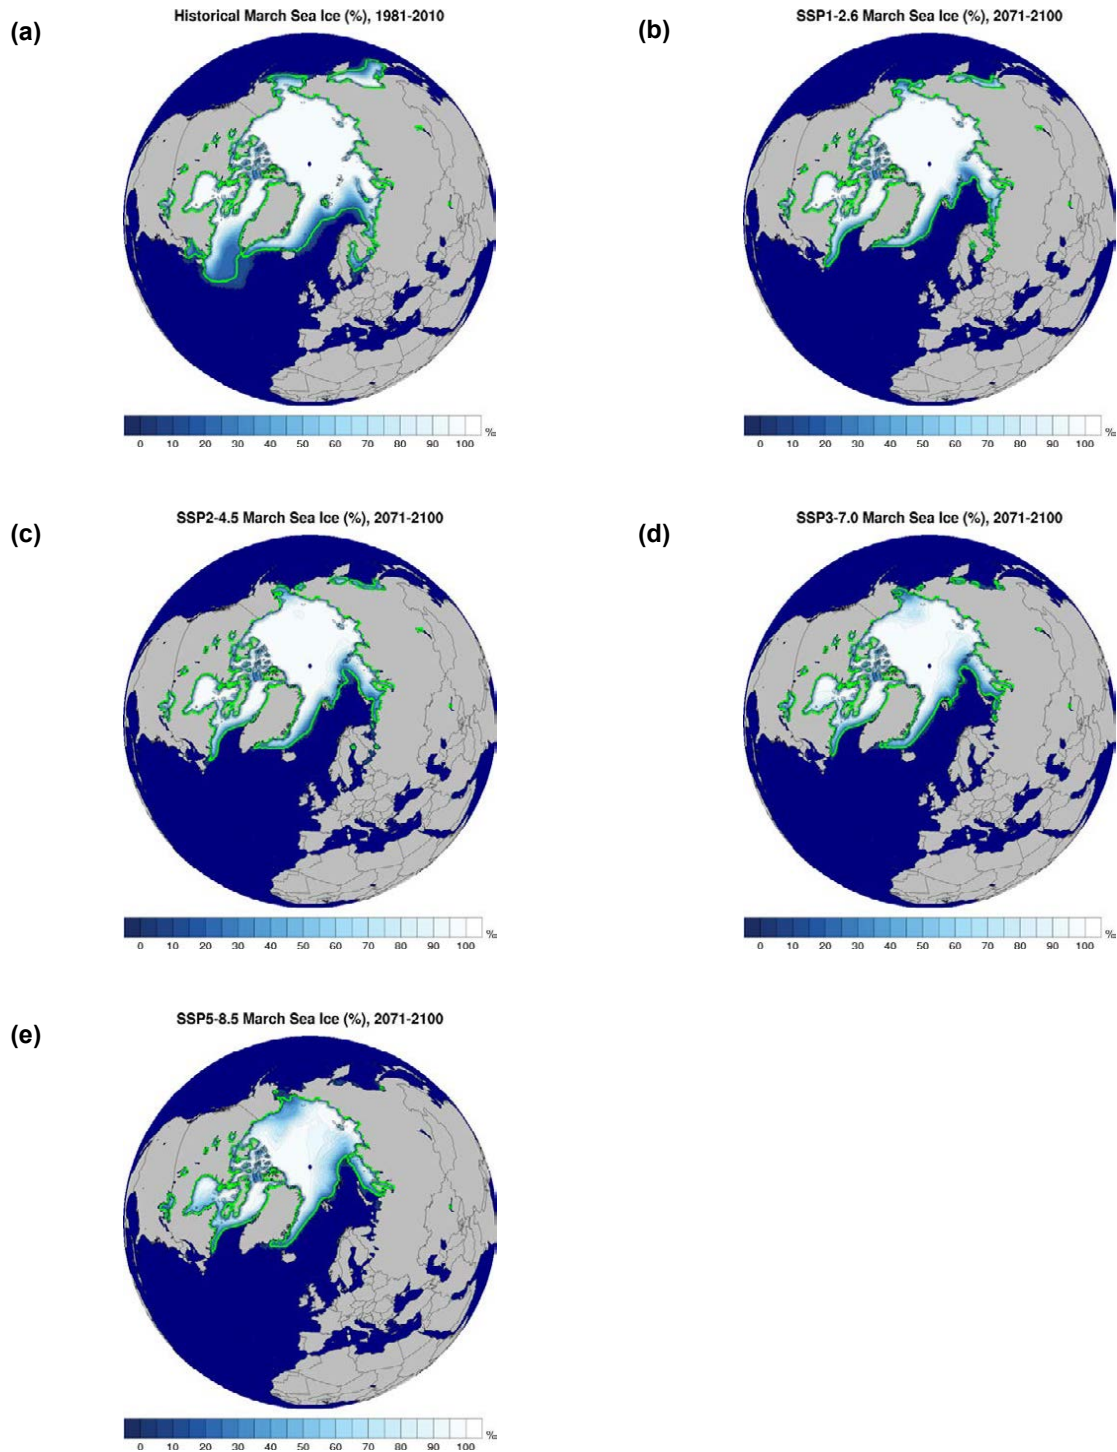 Historical March Sea Ice (%), 1981-2010
(a)
% 
0 10 20 30 40 50 60 70 80 90 100
SSP1-2.6 March Sea Ice (%), 2071-2100
(b)
%
0 10 20 30 40 50 60 70 80 90 100
SSP2-4.5 March Sea Ice (%), 2071-2100
(c)
%
0 10 20 30 40 50 60 70 80 90 100
SSP3-7.0 March Sea Ice (%), 2071-2100
(d)
%
0 10 20 30 40 50 60 70 80 90 100
SSP5-8.5 March Sea Ice (%), 2071-2100
(e)
%
0 10 20 30 40 50 60 70 80 90 100